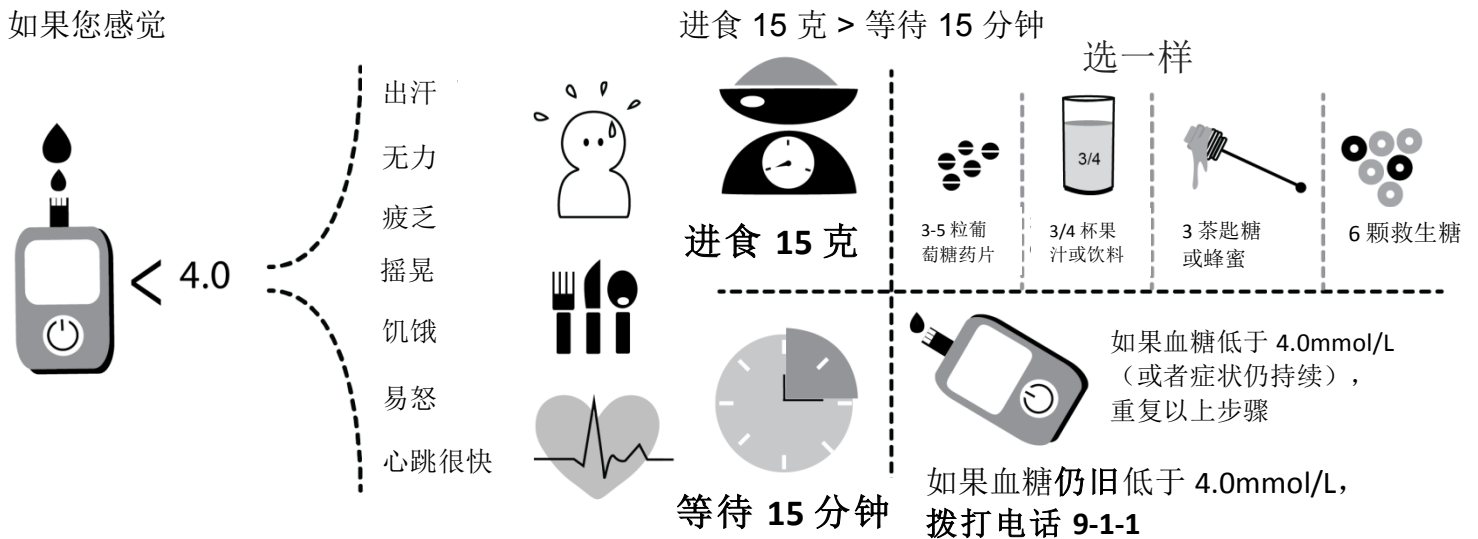 如果您感觉
< 4.0
出汗
无力
疲乏
摇晃
饥饿
易怒
心跳很快
进食 15 克 > 等待 15 分钟
进食 15 克
选一样
3-5 粒葡
萄糖药片
3/4
3/4 杯果
汁或饮料
3 茶匙糖
或蜂蜜
6 颗救生糖
等待 15 分钟
如果血糖低于 4.0mmol/L
（或者症状仍持续），
重复以上步骤
如果血糖仍旧低于 4.0mmol/L，
拨打电话 9-1-1